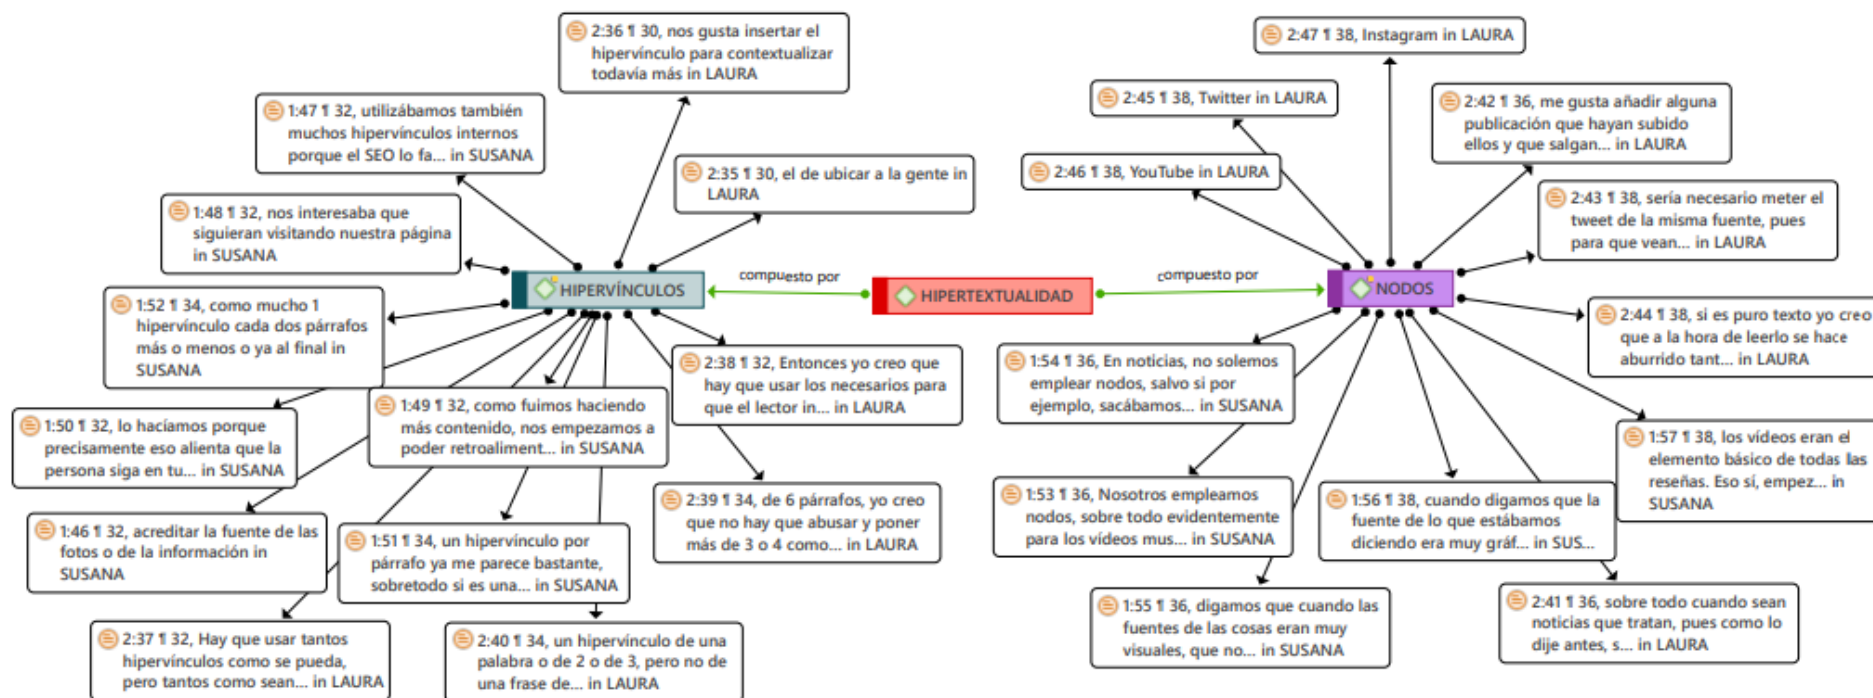 2:36 ¶ 30, nos gusta insertar el
hipervínculo para contextualizar
todavía más in LAURA
1:47 ¶ 32, utilizábamos también
muchos hipervínculos internos
porque el SEO lo fa... in SUSANA
2:35 ¶ 30, el de ubicar a la gente in
LAURA
1:48 ¶ 32, nos interesaba que
siguieran visitando nuestra página
in SUSANA
HIPERVÍNCULOS
compuesto por
HIPERTEXTUALIDAD
compuesto por
NODOS
1:52 ¶ 34, como mucho 1
hipervínculo cada dos párrafos
más o menos o ya al final in
SUSANA
2:38 ¶ 32, Entonces yo creo que
hay que usar los necesarios para
que el lector in... in LAURA
1:49 ¶ 32, como fuimos haciendo
más contenido, nos empezamos a
poder retroaliment... in SUSANA
1:50 ¶ 32, lo hacíamos porque
precisamente eso alienta que la
persona siga en tu... in SUSANA
2:39 ¶ 34, de 6 párrafos, yo creo
que no hay que abusar y poner
más de 3 o 4 como... in LAURA
1:46 ¶ 32, acreditar la fuente de las
fotos o de la información in
SUSANA
1:51 ¶ 34, un hipervínculo por
párrafo ya me parece bastante,
sobretodo si es una... in SUSANA
2:37 ¶ 32, Hay que usar tantos
hipervínculos como se pueda,
pero tantos como sean... in LAURA
2:40 ¶ 34, un hipervínculo de una
palabra o de 2 o de 3, pero no de
una frase de... in LAURA
2:47 ¶ 38, Instagram in LAURA
2:45 ¶ 38, Twitter in LAURA
2:42 ¶ 36, me gusta añadir alguna
publicación que hayan subido
ellos y que salgan... in LAURA
2:46 ¶ 38, YouTube in LAURA
2:43 ¶ 38, sería necesario meter el
tweet de la misma fuente, pues
para que vean... in LAURA
2:44 ¶ 38, si es puro texto yo creo
que a la hora de leerlo se hace
aburrido tant... in LAURA
1:54 ¶ 36, En noticias, no solemos
emplear nodos, salvo si por
ejemplo, sacábamos... in SUSANA
1:57 ¶ 38, los vídeos eran el
elemento básico de todas las
reseñas. Eso sí, empez... in
SUSANA
1:53 ¶ 36, Nosotros empleamos
nodos, sobre todo evidentemente
para los vídeos mus... in SUSANA
1:56 ¶ 38, cuando digamos que la
fuente de lo que estábamos
diciendo era muy gráf... in SUS...
1:55 ¶ 36, digamos que cuando las
fuentes de las cosas eran muy
visuales, que no... in SUSANA
2:41 ¶ 36, sobre todo cuando sean
noticias que tratan, pues como lo
dije antes, s... in LAURA